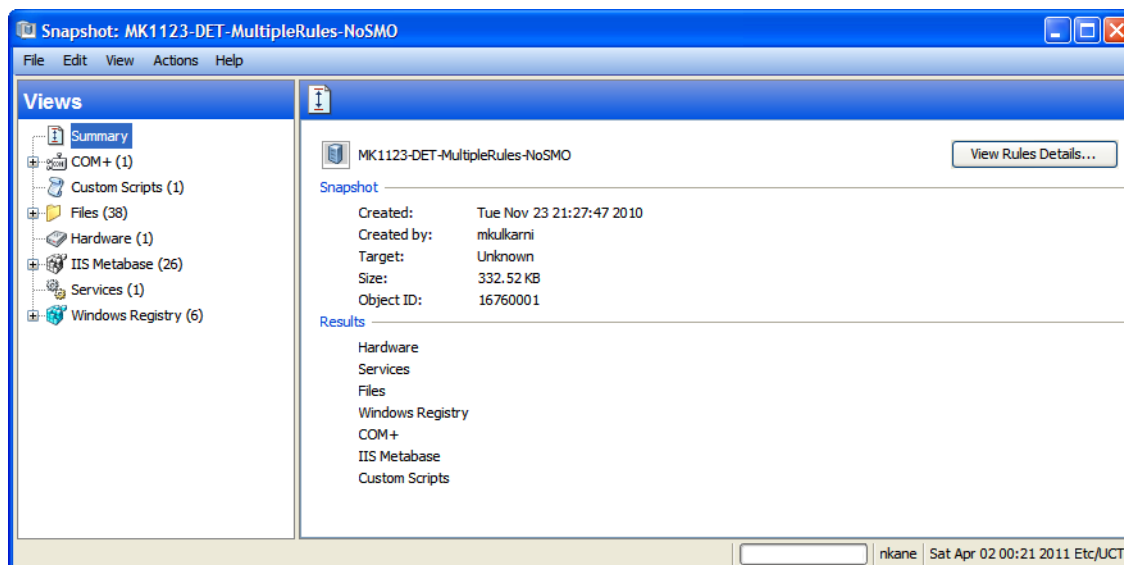 Snapshot: MK1123-DET-MultipleRules-NoSMO
File Edit View Actions Help
Views
Summary
COM+ (1)
Custom Scripts (1)
Files (38)
Hardware (1)
IIS Metabase (26)
Services (1)
Windows Registry (6)
MK1123-DET-MultipleRules-NoSMO
View Rules Details...
Snapshot
Created: Tue Nov 23 21:27:47 2010
Created by: mkulkarni
Target: Unknown
Size: 332.52 KB
Object ID: 16760001
Results
Hardware
Services
Files
Windows Registry
COM+
IIS Metabase
Custom Scripts
nkane Sat Apr 02 00:21 2011 Etc/UCT